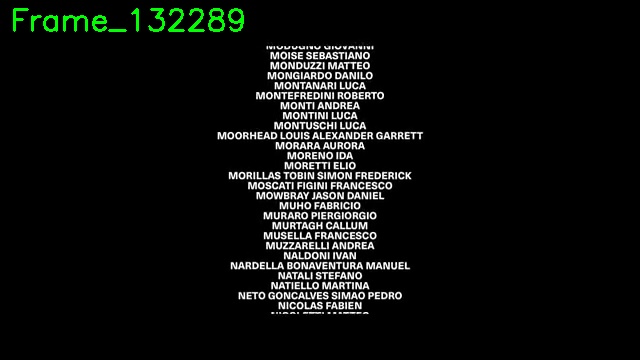 Frame_132289
MODUGNO GIOVANNI
MOISE SEBASTIANO
MONDUZZI MATTEO
MONGIARDO DANILO
MONTANARI LUCA
MONTEFREDINI ROBERTO
MONTI ANDREA
MONTINI LUCA
MONTUSCHI LUCA
MOORHEAD LOUIS ALEXANDER GARRETT
MORARA AURORA
MORENO IDA
MORETTI ELIO
MORILLAS TOBIN SIMON FREDERICK
MOSCATI FIGINI FRANCESCO
MOWBRAY JASON DANIEL
MUHO FABRICIO
MURARO PIERGIORGIO
MURTAGH CALLUM
MUSELLA FRANCESCO
MUZZARELLI ANDREA
NALDONI IVAN
NARDELLA BONAVENTURA MANUEL
NATALI STEFANO
NATIELLO MARTINA
NETO GONCALVES SIMAO PEDRO
NICOLAS FABIEN